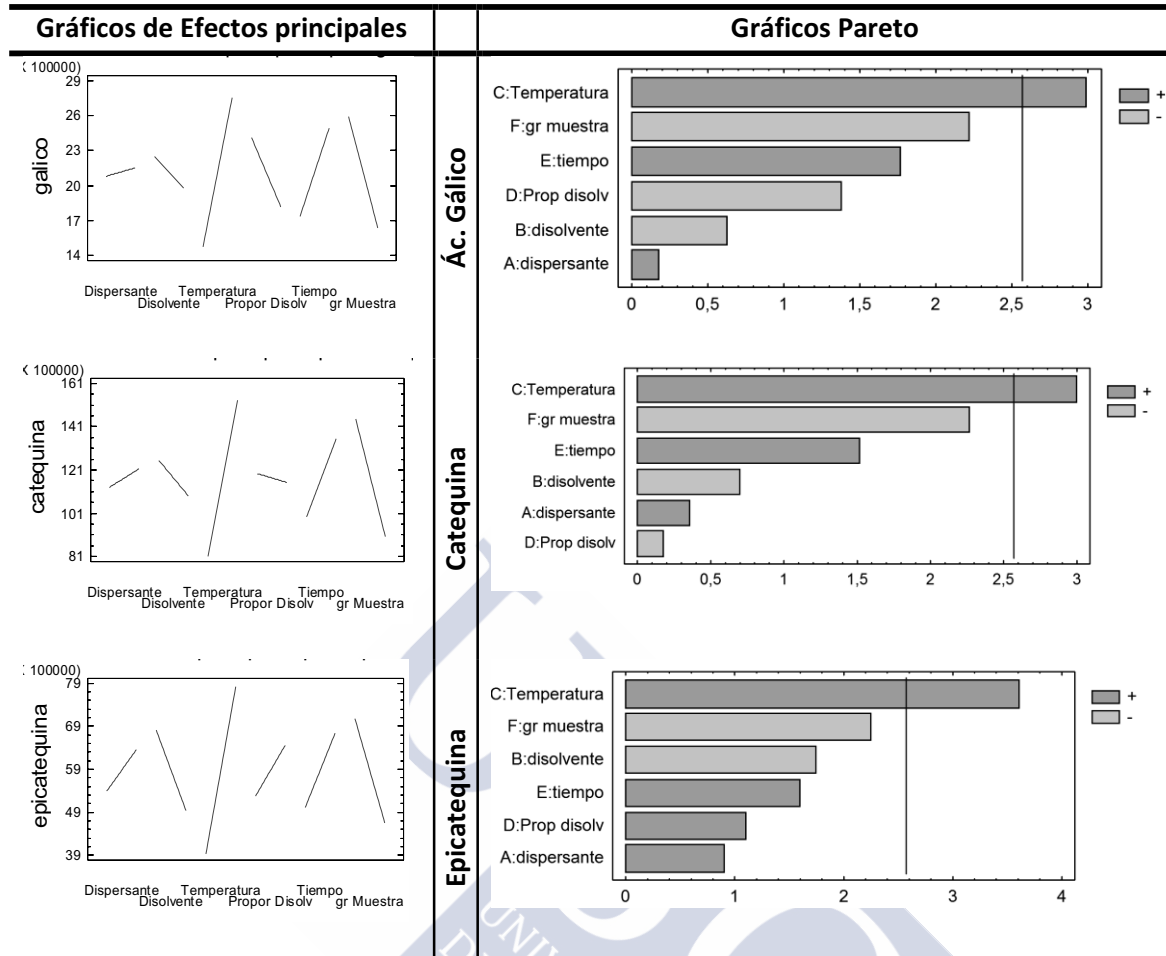 Gráficos de Efectos principales
Gráficos Pareto
100000)
galico
29
26
23
20
17
14
Dispersante Temperatura Tiempo
Disolvente Propor Disolv gr Muestra
Ác. Gálico
C:Temperatura
F:gr muestra
E:tiempo
D:Prop disolv
B:disolvente
A:dispersante
0 0,5 1 1,5 2 2,5 3
+
-
100000)
catequina
161
141
121
101
81
Dispersante Temperatura Tiempo
Disolvente Propor Disolv gr Muestra
Catequina
C:Temperatura
F:gr muestra
E:tiempo
B:disolvente
A:dispersante
D:Prop disolv
0 0,5 1 1,5 2 2,5 3
+
-
100000)
epicatequina
79
69
59
49
39
Dispersante Temperatura Tiempo
Disolvente Propor Disolv gr Muestra
Epicatequina
C:Temperatura
F:gr muestra
B:disolvente
E:tiempo
D:Prop disolv
A:dispersante
0 1 2 3 4
+
-